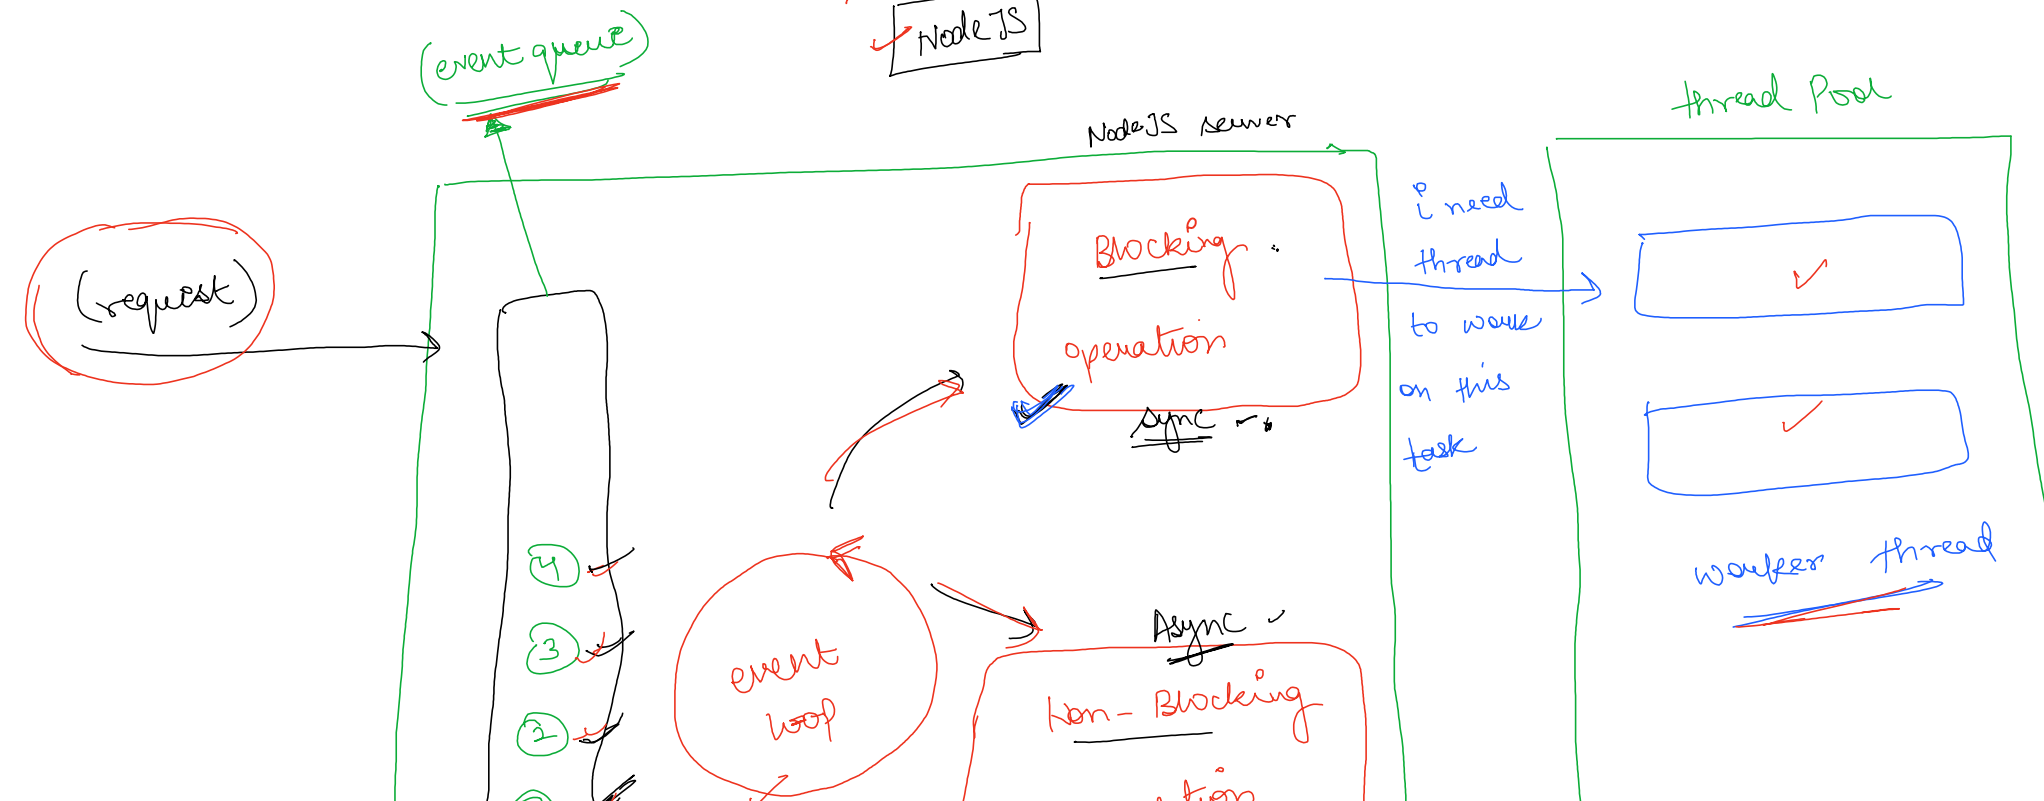 (event queue)
NodeJS
thread Pool
NodeJS server
(request)
Blocking
operation
sync
i need
thread
to work
on this
task
worker thread
4
3
2
event
loop
Async
Non-Blocking